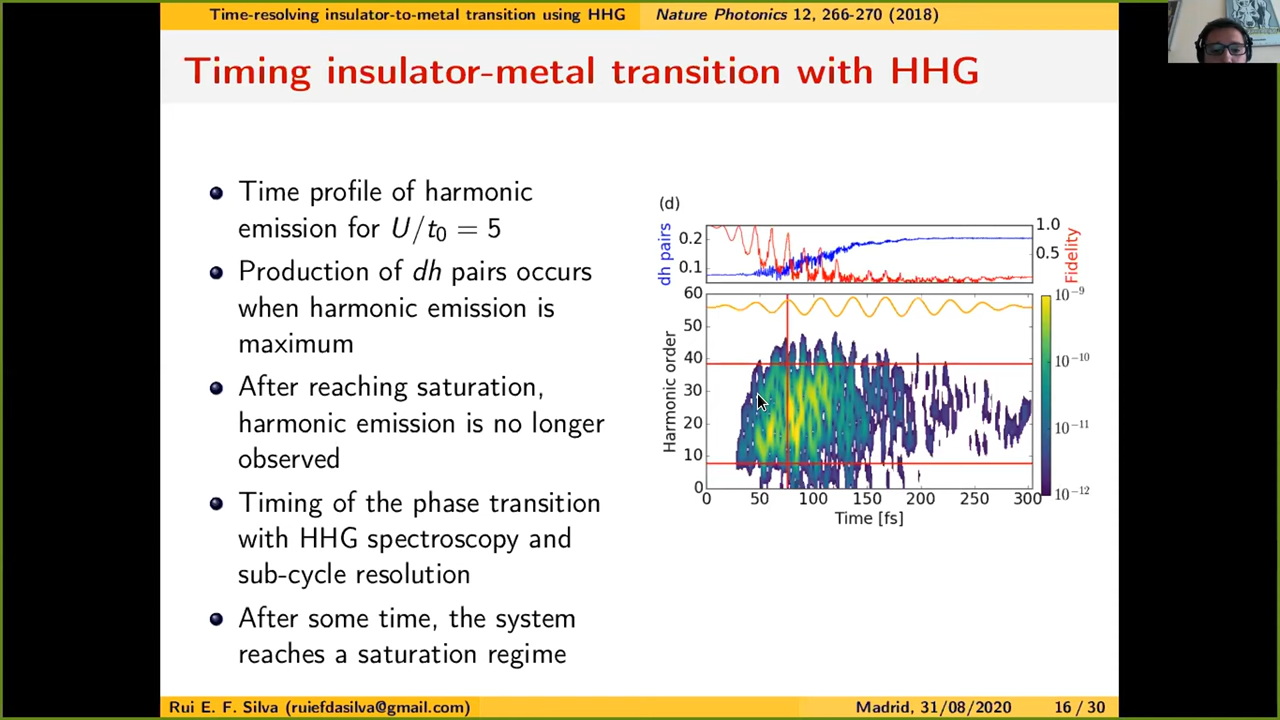 Time-resolving insulator-to-metal transition using HHG Nature Photonics 12, 266-270 (2018)
Timing insulator-metal transition with HHG
Time profile of harmonic
emission for U/t₀ = 5
Production of dh pairs occurs
when harmonic emission is
maximum
After reaching saturation,
harmonic emission is no longer
observed
Timing of the phase transition
with HHG spectroscopy and
sub-cycle resolution
After some time, the system
reaches a saturation regime
(d)
dh pairs
0.2
0.1
1.0
0.5
Fidelity
Harmonic order
60
50
40
30
20
10
0
0 50 100 150 200 250 300
Time [fs]
10⁻⁹
10⁻¹⁰
10⁻¹¹
10⁻¹²
Rui E. F. Silva (ruiefdasilva@gmail.com) Madrid, 31/08/2020 16 / 30